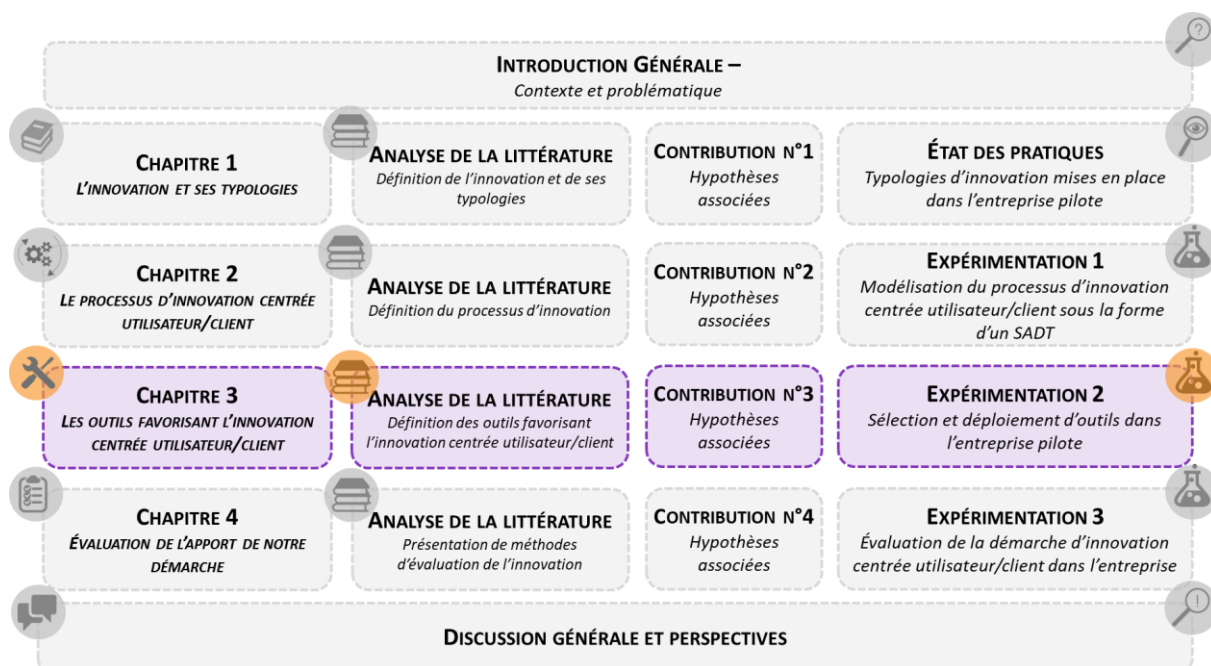 INTRODUCTION GÉNÉRALE –
Contexte et problématique
CHAPITRE 1
L'INNOVATION ET SES TYPOLOGIES
ANALYSE DE LA LITTÉRATURE
Définition de l'innovation et de ses
typologies
CONTRIBUTION N°1
Hypothèses
associées
ÉTAT DES PRATIQUES
Typologies d'innovation mises en place
dans l'entreprise pilote
CHAPITRE 2
LE PROCESSUS D'INNOVATION CENTRÉE
UTILISATEUR/CLIENT
ANALYSE DE LA LITTÉRATURE
Définition du processus d'innovation
CONTRIBUTION N°2
Hypothèses
associées
EXPÉRIMENTATION 1
Modélisation du processus d'innovation
centrée utilisateur/client sous la forme
d'un SADT
CHAPITRE 3
LES OUTILS FAVORISANT L'INNOVATION
CENTRÉE UTILISATEUR/CLIENT
ANALYSE DE LA LITTÉRATURE
Définition des outils favorisant
l'innovation centrée utilisateur/client
CONTRIBUTION N°3
Hypothèses
associées
EXPÉRIMENTATION 2
Sélection et déploiement d'outils dans
l'entreprise pilote
CHAPITRE 4
ÉVALUATION DE L'APPORT DE NOTRE
DÉMARCHE
ANALYSE DE LA LITTÉRATURE
Présentation de méthodes
d'évaluation de l'innovation
CONTRIBUTION N°4
Hypothèses
associées
EXPÉRIMENTATION 3
Évaluation de la démarche d'innovation
centrée utilisateur/client dans l'entreprise
DISCUSSION GÉNÉRALE ET PERSPECTIVES